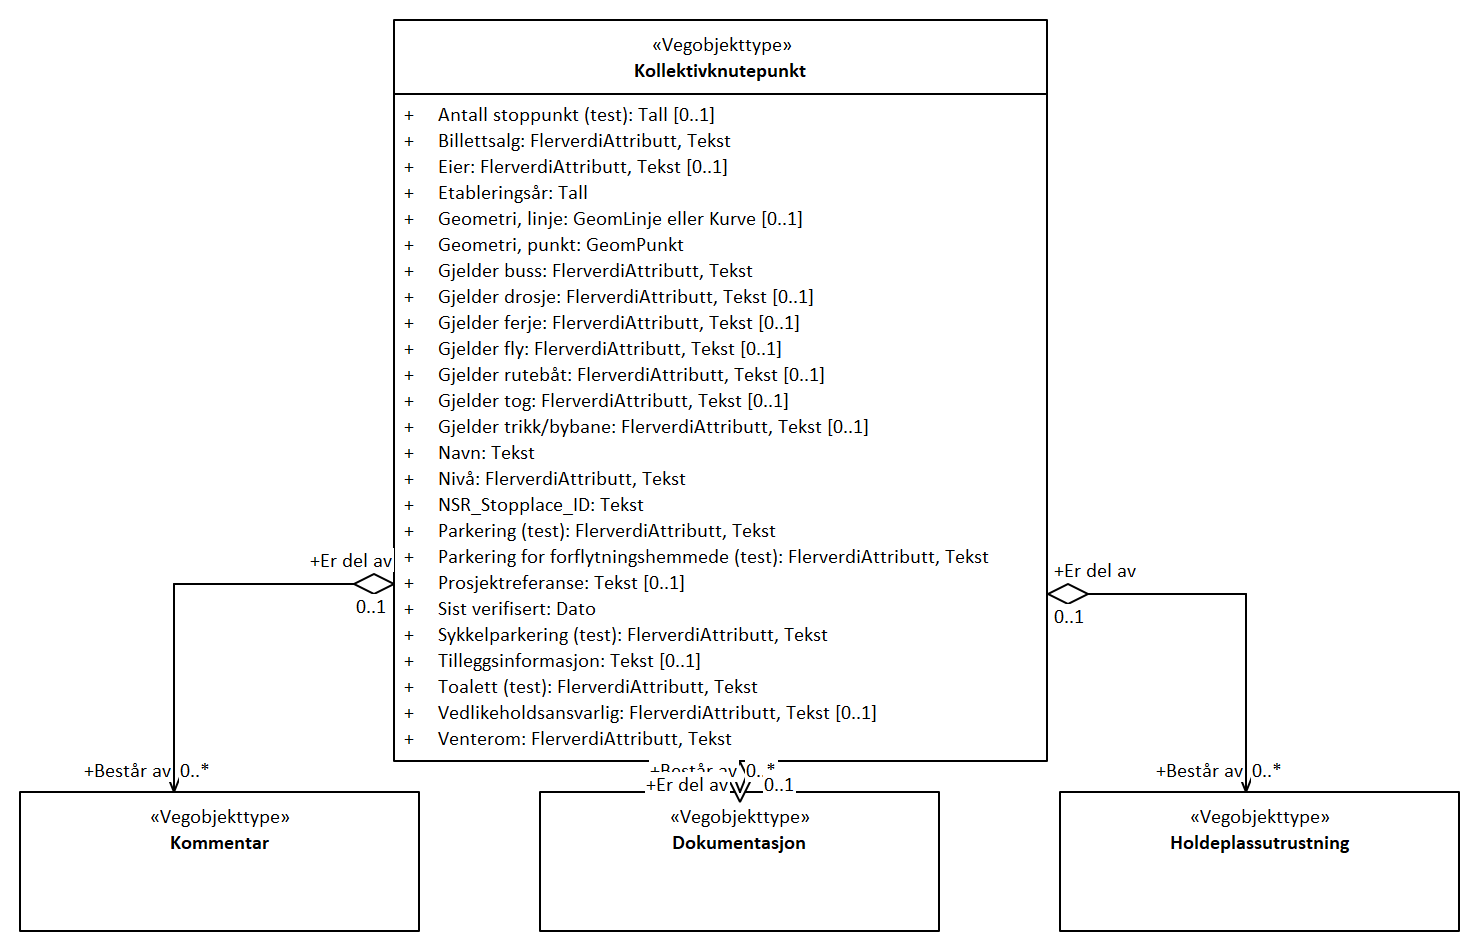 «Vegobjekttype»
Kollektivknutepunkt
+ Antall stoppunkt (test): Tall [0..1]
+ Billettsalg: FlerverdiAttributt, Tekst
+ Eier: FlerverdiAttributt, Tekst [0..1]
+ Etableringsår: Tall
+ Geometri, linje: GeomLinje eller Kurve [0..1]
+ Geometri, punkt: GeomPunkt
+ Gjelder buss: FlerverdiAttributt, Tekst
+ Gjelder drosje: FlerverdiAttributt, Tekst [0..1]
+ Gjelder ferje: FlerverdiAttributt, Tekst [0..1]
+ Gjelder fly: FlerverdiAttributt, Tekst [0..1]
+ Gjelder rutebåt: FlerverdiAttributt, Tekst [0..1]
+ Gjelder tog: FlerverdiAttributt, Tekst [0..1]
+ Gjelder trikk/bybane: FlerverdiAttributt, Tekst [0..1]
+ Navn: Tekst
+ Nivå: FlerverdiAttributt, Tekst
+ NSR_Stopplace_ID: Tekst
+ Parkering (test): FlerverdiAttributt, Tekst
+ Parkering for forflytningshemmede (test): FlerverdiAttributt, Tekst
+ Prosjektreferanse: Tekst [0..1]
+ Sist verifisert: Dato
+ Sykkelparkering (test): FlerverdiAttributt, Tekst
+ Tilleggsinformasjon: Tekst [0..1]
+ Toalett (test): FlerverdiAttributt, Tekst
+ Vedlikeholdsansvarlig: FlerverdiAttributt, Tekst [0..1]
+ Venterom: FlerverdiAttributt, Tekst
+Er del av
0..1
+Er del av
0..1
+Består av 0..*
+Består av 0..*
+Er del av 0..1
+Består av 0..*
«Vegobjekttype»
Kommentar
«Vegobjekttype»
Dokumentasjon
«Vegobjekttype»
Holdeplassutrustning